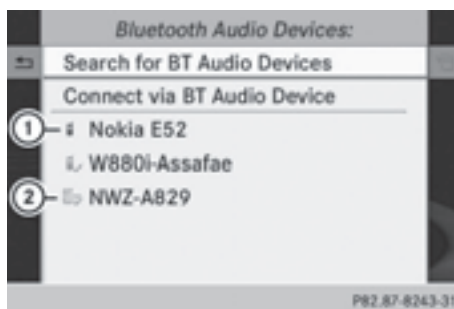 Bluetooth Audio Devices:
Search for BT Audio Devices
Connect via BT Audio Device
1 Nokia E52
W880i-Assafae
2 NWZ-A829
P82.87-8243-31